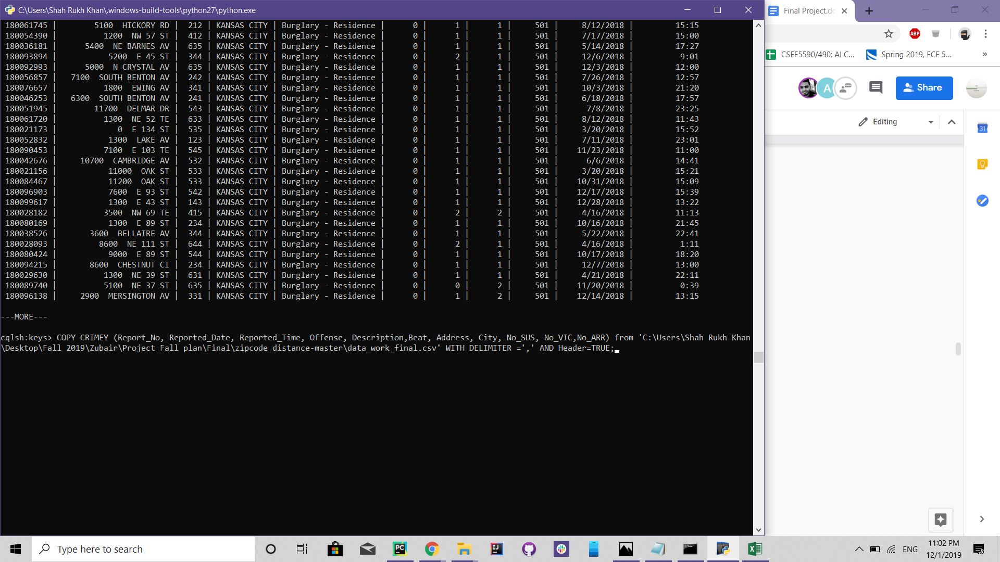 C:\Users\Shah Rukh Khan\.windows-build-tools\python27\python.exe
180061745 | 5100 HICKORY RD | 212 | KANSAS CITY | Burglary - Residence | 0 | 1 | 1 | 501 | 8/12/2018 | 15:15
180054390 | 1200 NW 57 ST | 412 | KANSAS CITY | Burglary - Residence | 0 | 1 | 1 | 501 | 7/17/2018 | 15:00
180036181 | 5400 NE BARNES AV | 635 | KANSAS CITY | Burglary - Residence | 0 | 1 | 1 | 501 | 5/14/2018 | 17:27
180093894 | 5200 E 45 ST | 344 | KANSAS CITY | Burglary - Residence | 0 | 2 | 1 | 501 | 12/6/2018 | 9:01
180092993 | 5000 N CRYSTAL AV | 635 | KANSAS CITY | Burglary - Residence | 0 | 1 | 1 | 501 | 12/3/2018 | 12:00
180056857 | 7100 SOUTH BENTON AV | 242 | KANSAS CITY | Burglary - Residence | 0 | 1 | 1 | 501 | 7/26/2018 | 12:57
180076657 | 1800 EWING AV | 341 | KANSAS CITY | Burglary - Residence | 0 | 1 | 1 | 501 | 10/3/2018 | 21:20
180046253 | 6300 SOUTH BENTON AV | 241 | KANSAS CITY | Burglary - Residence | 0 | 1 | 1 | 501 | 6/18/2018 | 17:57
180051945 | 11700 DELMAR DR | 543 | KANSAS CITY | Burglary - Residence | 0 | 1 | 1 | 501 | 7/8/2018 | 23:25
180061720 | 1300 NE 52 TE | 633 | KANSAS CITY | Burglary - Residence | 0 | 1 | 1 | 501 | 8/12/2018 | 11:43
180021173 | 0 E 134 ST | 535 | KANSAS CITY | Burglary - Residence | 0 | 1 | 1 | 501 | 3/20/2018 | 15:52
180052832 | 1300 LAKE AV | 123 | KANSAS CITY | Burglary - Residence | 0 | 1 | 1 | 501 | 7/11/2018 | 23:01
180090453 | 7100 E 103 TE | 545 | KANSAS CITY | Burglary - Residence | 0 | 1 | 1 | 501 | 11/23/2018 | 11:00
180042676 | 10700 CAMBRIDGE AV | 532 | KANSAS CITY | Burglary - Residence | 0 | 1 | 1 | 501 | 6/6/2018 | 14:41
180021156 | 11000 OAK ST | 533 | KANSAS CITY | Burglary - Residence | 0 | 1 | 1 | 501 | 3/20/2018 | 15:21
180084467 | 11200 OAK ST | 533 | KANSAS CITY | Burglary - Residence | 0 | 1 | 1 | 501 | 10/31/2018 | 15:09
180096903 | 7600 E 93 ST | 542 | KANSAS CITY | Burglary - Residence | 0 | 1 | 1 | 501 | 12/17/2018 | 15:39
180099617 | 1300 E 43 ST | 143 | KANSAS CITY | Burglary - Residence | 0 | 1 | 1 | 501 | 12/28/2018 | 13:22
180028182 | 3500 NW 69 TE | 415 | KANSAS CITY | Burglary - Residence | 0 | 2 | 2 | 501 | 4/16/2018 | 11:13
180080169 | 1300 E 89 ST | 234 | KANSAS CITY | Burglary - Residence | 0 | 1 | 1 | 501 | 10/16/2018 | 21:45
180038526 | 3600 BELLAIRE AV | 344 | KANSAS CITY | Burglary - Residence | 0 | 1 | 1 | 501 | 5/22/2018 | 22:41
180028093 | 8600 NE 111 ST | 644 | KANSAS CITY | Burglary - Residence | 0 | 2 | 1 | 501 | 4/16/2018 | 1:11
180080424 | 9000 E 89 ST | 544 | KANSAS CITY | Burglary - Residence | 0 | 1 | 1 | 501 | 10/17/2018 | 18:20
180094215 | 8600 CHESTNUT CI | 234 | KANSAS CITY | Burglary - Residence | 0 | 1 | 1 | 501 | 12/7/2018 | 13:00
180029630 | 1300 NE 39 ST | 631 | KANSAS CITY | Burglary - Residence | 0 | 1 | 1 | 501 | 4/21/2018 | 22:11
180089740 | 5100 NE 37 ST | 635 | KANSAS CITY | Burglary - Residence | 0 | 0 | 2 | 501 | 11/20/2018 | 0:39
180096138 | 2900 MERSINGTON AV | 331 | KANSAS CITY | Burglary - Residence | 0 | 1 | 2 | 501 | 12/14/2018 | 13:15
---MORE---
cqlsh:keys> COPY CRIMEY (Report_No, Reported_Date, Reported_Time, Offense, Description,Beat, Address, City, No_SUS, No_VIC,No_ARR) from 'C:\Users\Shah Rukh Khan
\Desktop\Fall 2019\Zubair\Project Fall plan\Final\zipcode_distance-master\data_work_final.csv' WITH DELIMITER =',' AND Header=TRUE;
Final Project.do
ABP
CSEE5590/490: AI C...
Spring 2019, ECE 5...
»
A
Share
Editing
31
Type here to search
PC
IJ
ENG
11:02 PM
12/1/2019